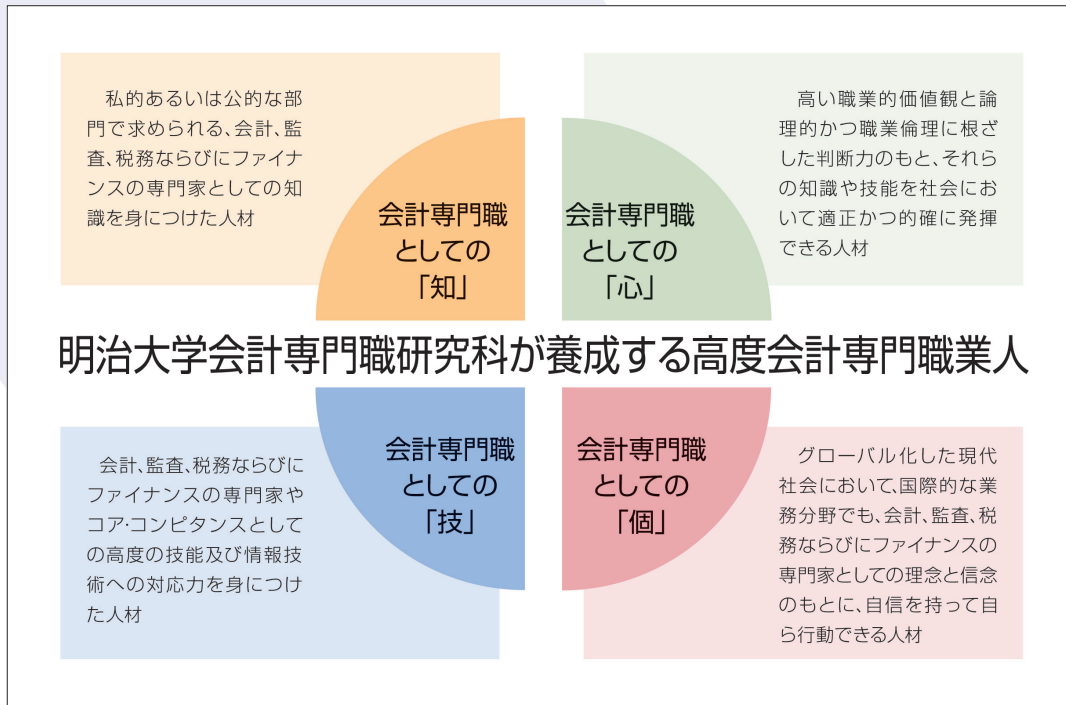 私的あるいは公的な部
門で求められる、会計、監
査、税務ならびにファイナ
ンスの専門家としての知
識を身につけた人材
会計専門職
としての
「知」
会計専門職
としての
「心」
高い職業的価値観と論
理的かつ職業倫理に根ざ
した判断力のもと、それら
の知識や技能を社会にお
いて適正かつ的確に発揮
できる人材
明治大学会計専門職研究科が養成する高度会計専門職業人
会計、監査、税務ならびに
ファイナンスの専門家や
コア・コンピタンスとして
の高度の技能及び情報技
術への対応力を身につけ
た人材
会計専門職
としての
「技」
会計専門職
としての
「個」
グローバル化した現代
社会において、国際的な業
務分野でも、会計、監査、税
務ならびにファイナンスの
専門家としての理念と信念
のもとに、自信を持って自
ら行動できる人材